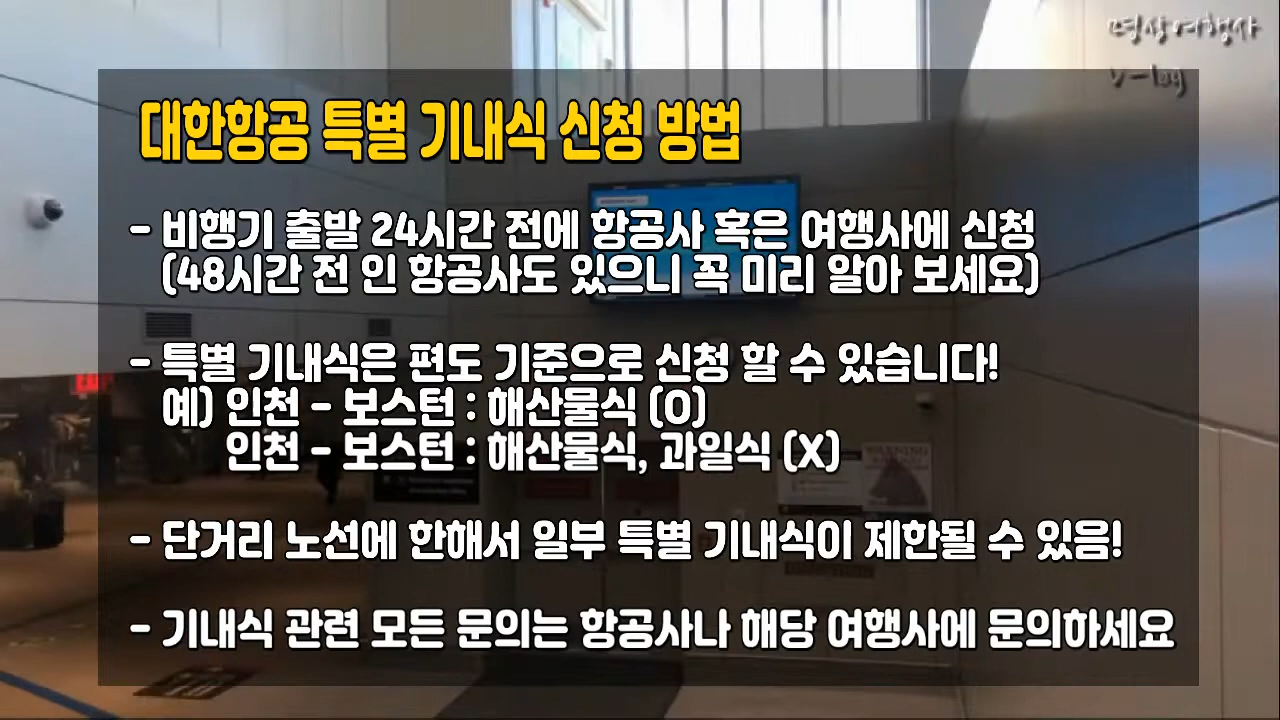 명상여행사
v-log
대한항공 특별 기내식 신청 방법
- 비행기 출발 24시간 전에 항공사 혹은 여행사에 신청
(48시간 전 인 항공사도 있으니 꼭 미리 알아 보세요)
- 특별 기내식은 편도 기준으로 신청 할 수 있습니다!
예) 인천 - 보스턴 : 해산물식 (O)
인천 - 보스턴 : 해산물식, 과일식 (X)
WARNING
- 단거리 노선에 한해서 일부 특별 기내식이 제한될 수 있음!
- 기내식 관련 모든 문의는 항공사나 해당 여행사에 문의하세요